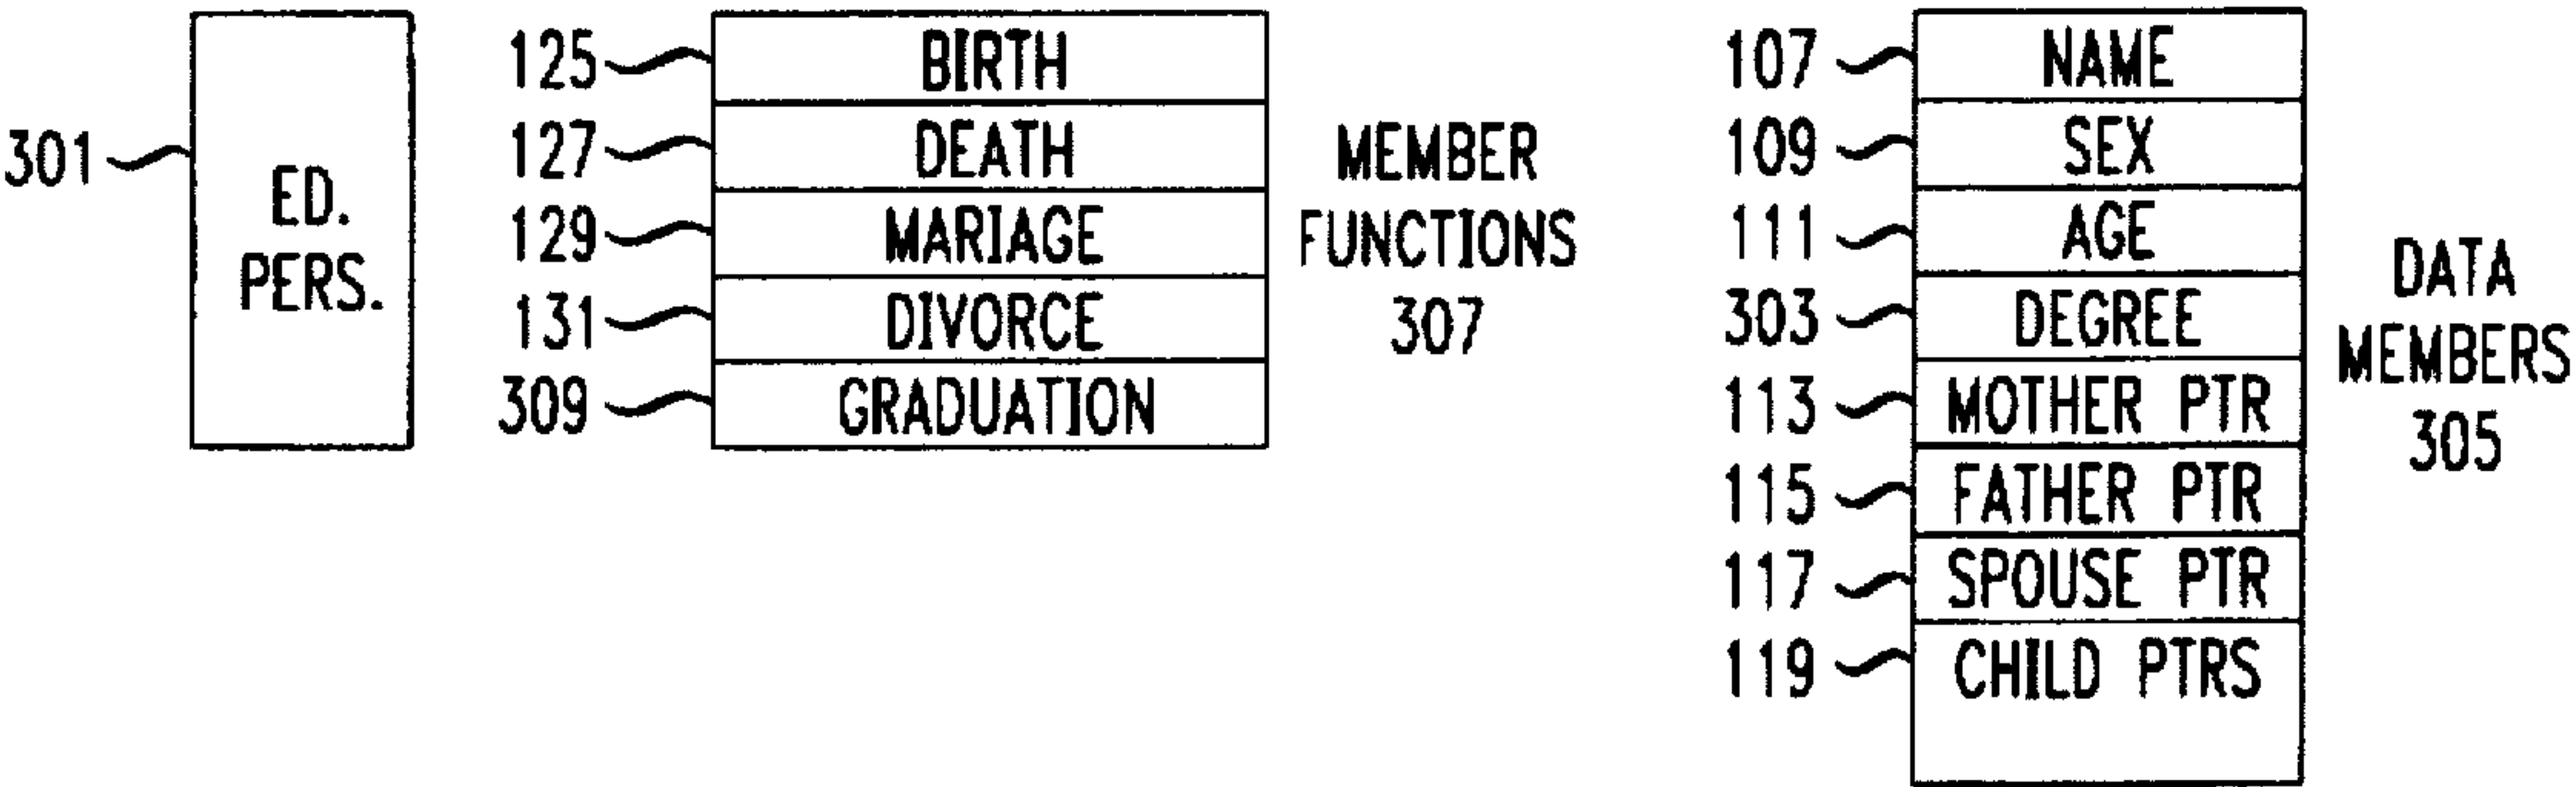 301
ED.
PERS.
125 BIRTH
127 DEATH
129 MARIAGE
131 DIVORCE
309 GRADUATION
MEMBER
FUNCTIONS
307
107 NAME
109 SEX
111 AGE
303 DEGREE
113 MOTHER PTR
115 FATHER PTR
117 SPOUSE PTR
119 CHILD PTRS
DATA
MEMBERS
305